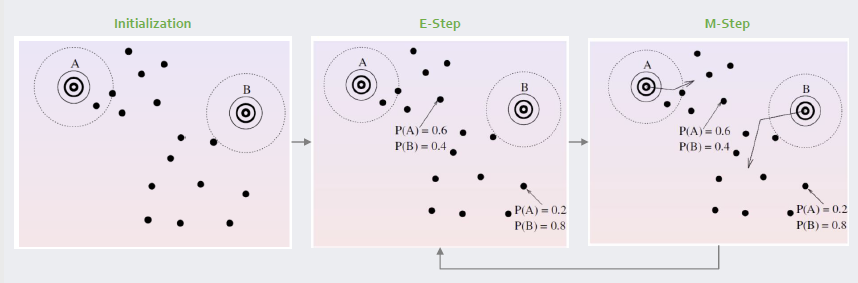 Initialization
A
B
E-Step
A
B
P(A) = 0.6
P(B) = 0.4
P(A) = 0.2
P(B) = 0.8
M-Step
A
B
P(A) = 0.6
P(B) = 0.4
P(A) = 0.2
P(B) = 0.8